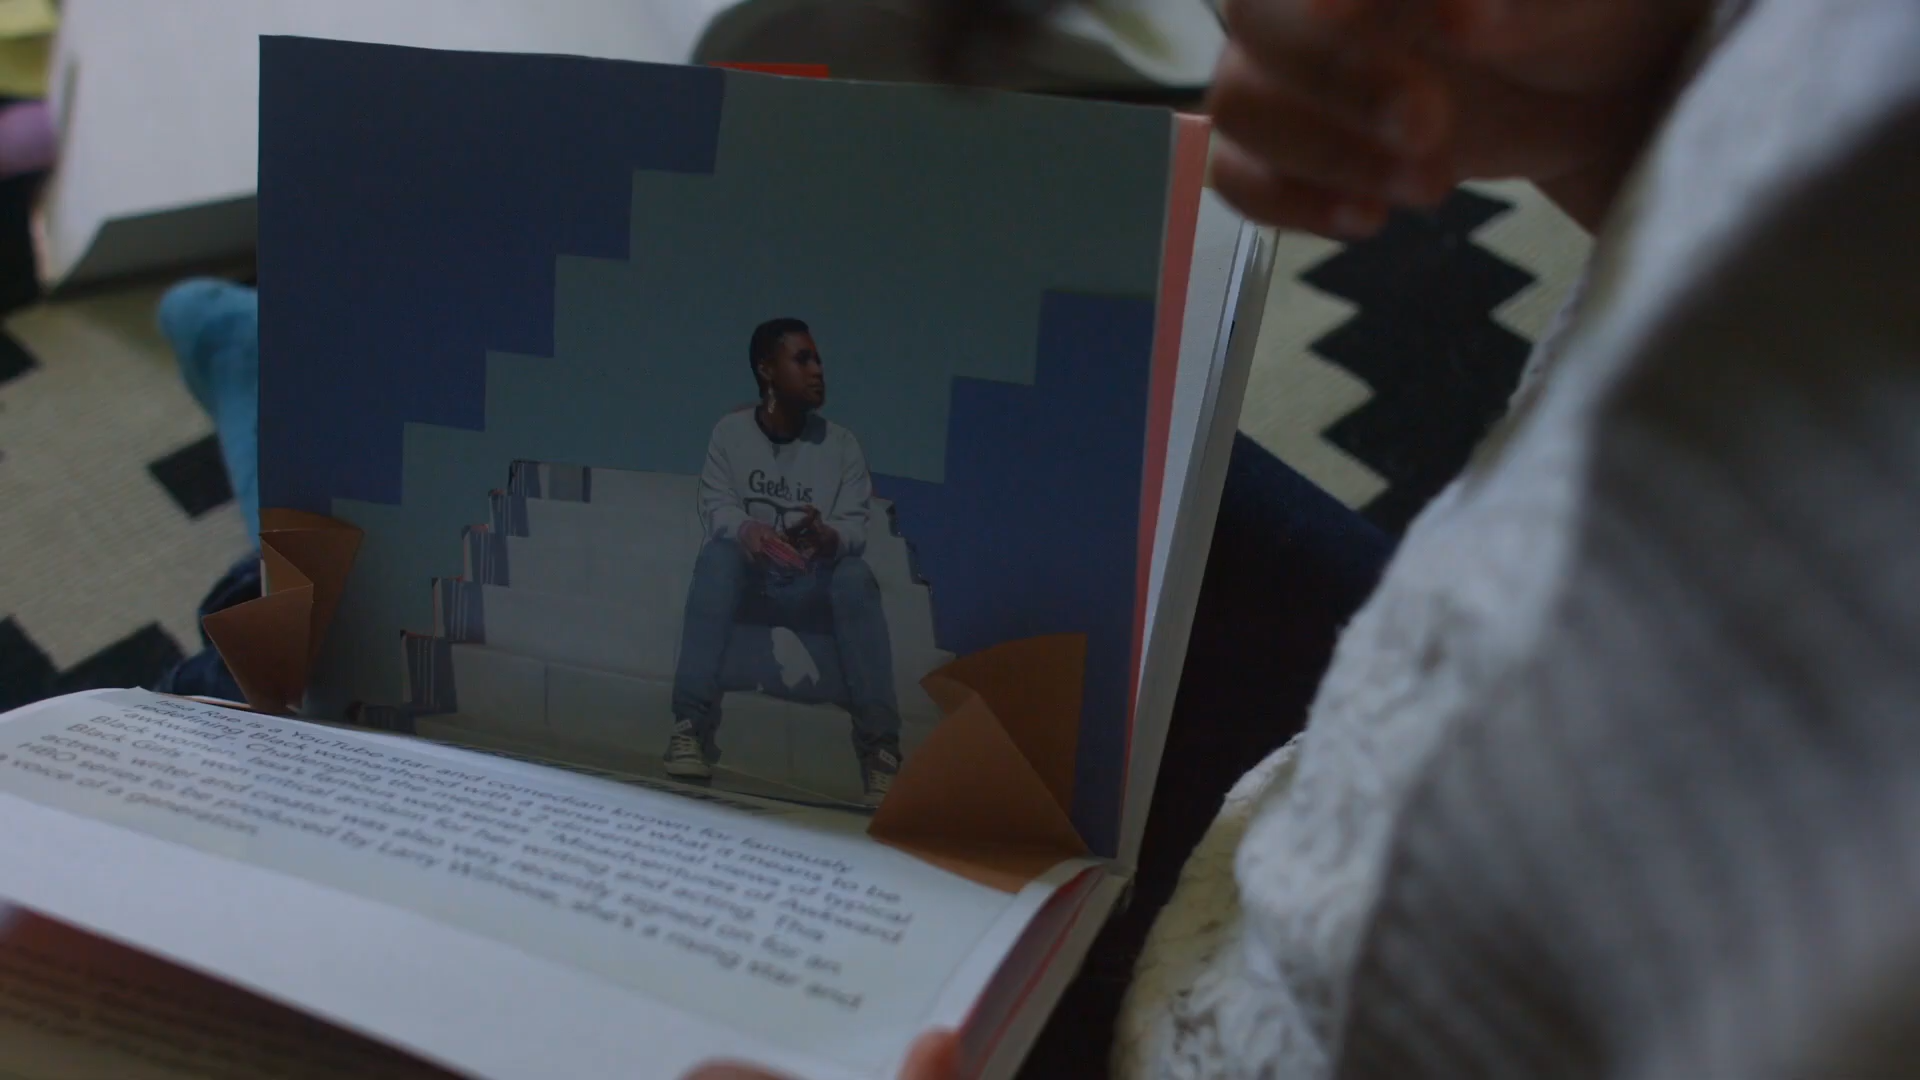 Geek is
Issa Rae is a YouTube star and comedian known for famously
redefining Black womanhood with a sense of what it means to be
"awkward". Challenging the media's 2 dimensional views of typical
Black women, Issa's famous web series "Misadventures of Awkward
Black Girls" won critical acclaim for her writing and acting. This
actress, writer and creator was also very recently signed on for an
HBO series to be produced by Larry Wilmore, she's a rising star and
voice of a generation.